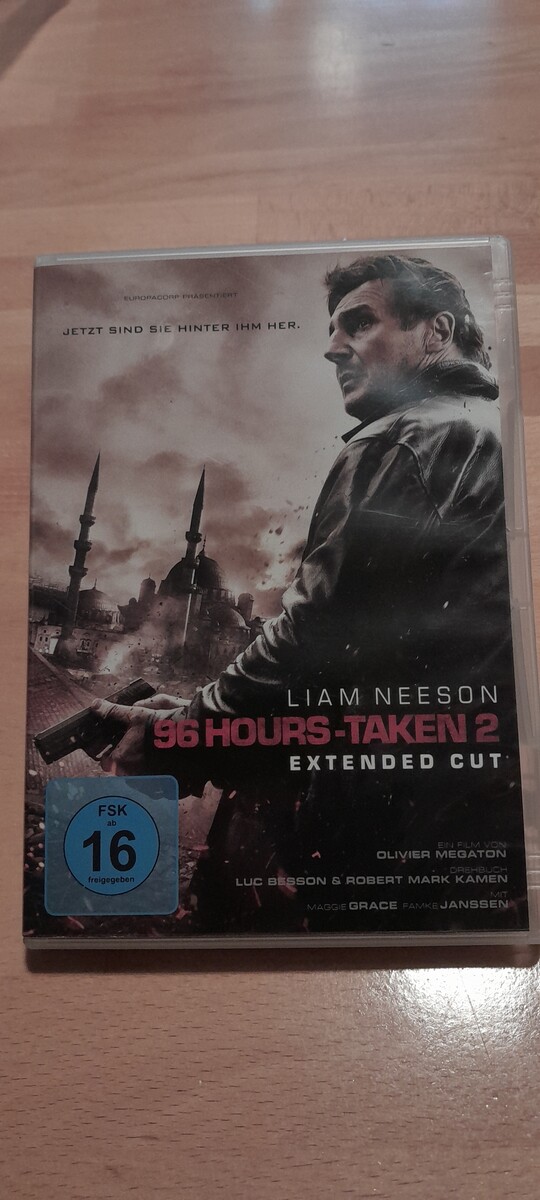 EUROPACORP PRÄSENTIERT
JETZT SIND SIE HINTER IHM HER.
LIAM NEESON
96 HOURS-TAKEN 2
EXTENDED CUT
FSK
ab
16
freigegeben
EIN FILM VON
OLIVIER MEGATON
DREHBUCH
LUC BESSON & ROBERT MARK KAMEN
MIT
MAGGIE GRACE FAMKE JANSSEN